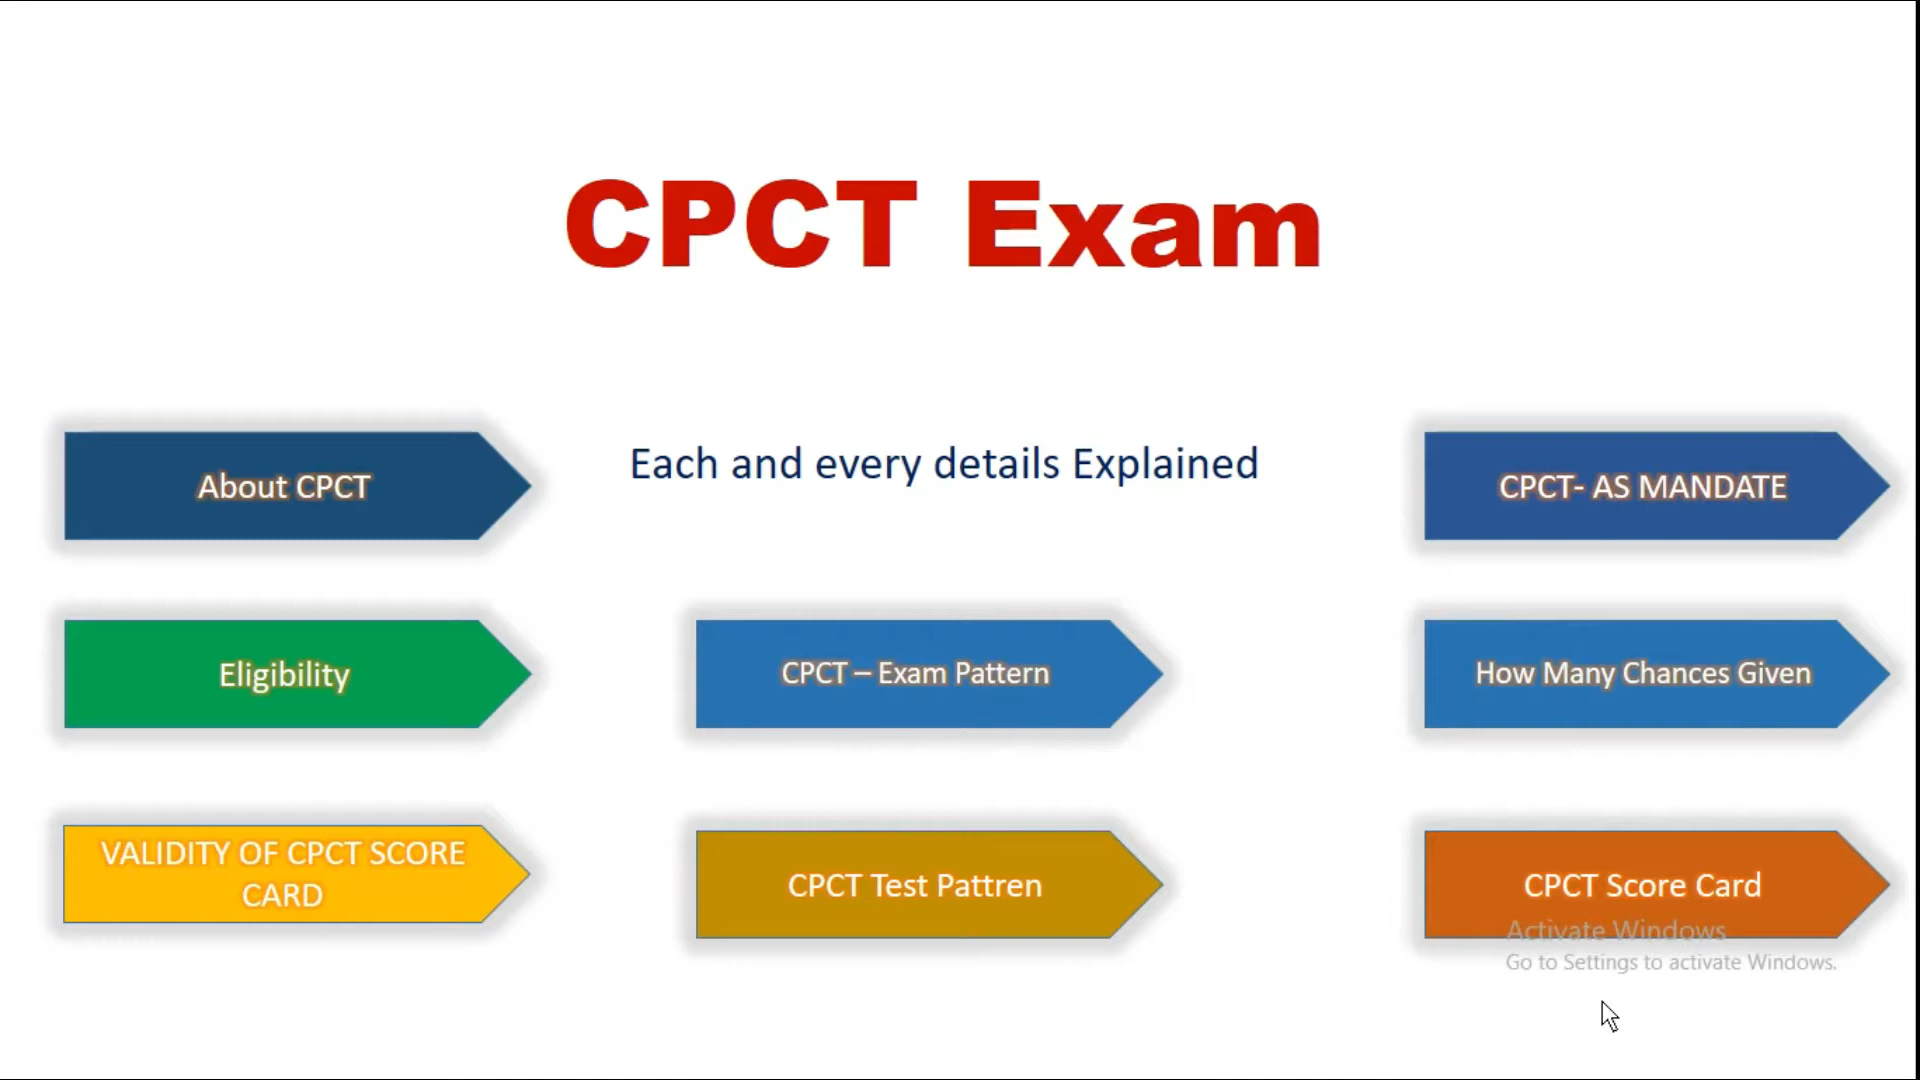 CPCT Exam
Each and every details Explained
About CPCT
CPCT- AS MANDATE
Eligibility
CPCT – Exam Pattern
How Many Chances Given
VALIDITY OF CPCT SCORE
CARD
CPCT Test Pattren
CPCT Score Card
Activate Windows
Go to Settings to activate Windows.